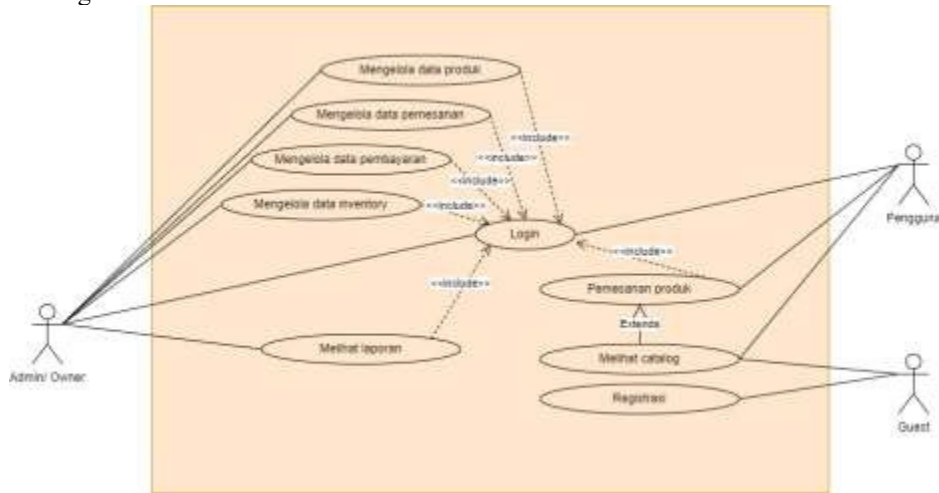 Mengelola data produk
Mengelola data pemesanan
<<include>>
Mengelola data pembayaran
<<include>>
<<include>>
Mengelola data inventory
<<include>>
Login
Pengguna
<<include>>
<<include>>
Pemesanan produk
Extends
Melihat laporan
Melihat catalog
Admin/ Owner
Registrasi
Guest